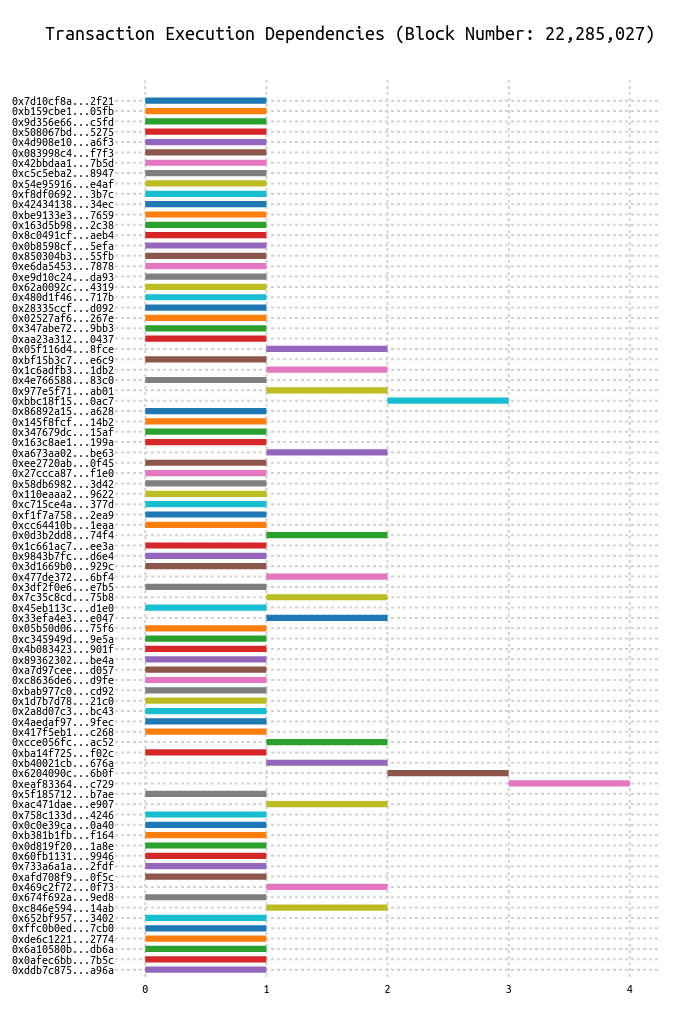 Transaction Execution Dependencies (Block Number: 22,285,027)
0x7d10cf8a...2f21
0xb159cbe1...05fb
0x9d356e66...c5fd
0x508067bd...5275
0x4d908e10...a6f3
0x083998c4...f7f3
0x42bbdaa1...7b5d
0xc5c5eba2...8947
0x54e95916...e4af
0xf8df0692...3b7c
0x42434138...34ec
0xbe9133e3...7659
0x163d5b98...2c38
0x8c0491cf...aeb4
0x0b8598cf...5efa
0x850304b3...55fb
0xe6da5453...7878
0xe9d10c24...da93
0x62a0092c...4319
0x480d1f46...717b
0x28335ccf...d092
0x02527af6...267e
0x347abe72...9bb3
0xaa23a312...0437
0x05f116d4...8fce
0xbf15b3c7...e6c9
0x1c6adfb3...1db2
0x4e766588...83c0
0x977e5f71...ab01
0xbbc18f15...0ac7
0x86892a15...a628
0x145f8fcf...14b2
0x347679dc...15af
0x163c8ae1...199a
0xa673aa02...be63
0xee2720ab...0f45
0x27ccca87...f1e0
0x58db6982...3d42
0x110eaaa2...9622
0xc715ce4a...377d
0xf1f7a758...2ea9
0xcc64410b...1eaa
0x0d3b2dd8...74f4
0x1c661ac7...ee3a
0x9843b7fc...d6e4
0x3d1669b0...929c
0x477de372...6bf4
0x3df2f0e6...e7b5
0x7c35c8cd...75b8
0x45eb113c...d1e0
0x33efa4e3...e047
0x05b50d06...75f6
0xc345949d...9e5a
0x4b083423...901f
0x89362302...be4a
0xa7d97cee...d057
0xc8636de6...d9fe
0xbab977c0...cd92
0x1d7b7d78...21c0
0x2a8d07c3...bc43
0x4aedaf97...9fec
0x417f5eb1...c268
0xcce056fc...ac52
0xba14f725...f02c
0xb40021cb...676a
0x6204090c...6b0f
0xeaf83364...c729
0x5f185712...b7ae
0xac471dae...e907
0x758c133d...4246
0x0c0e39ca...0a40
0xb381b1fb...f164
0x0d819f20...1a8e
0x60fb1131...9946
0x733a6a1a...2fdf
0xafd708f9...0f5c
0x469c2f72...0f73
0x674f692a...9ed8
0xc846e594...14ab
0x652bf957...3402
0xffc0b0ed...7cb0
0xde6c1221...2774
0x6a10580b...db6a
0x0afec6bb...7b5c
0xddb7c875...a96a
0 1 2 3 4